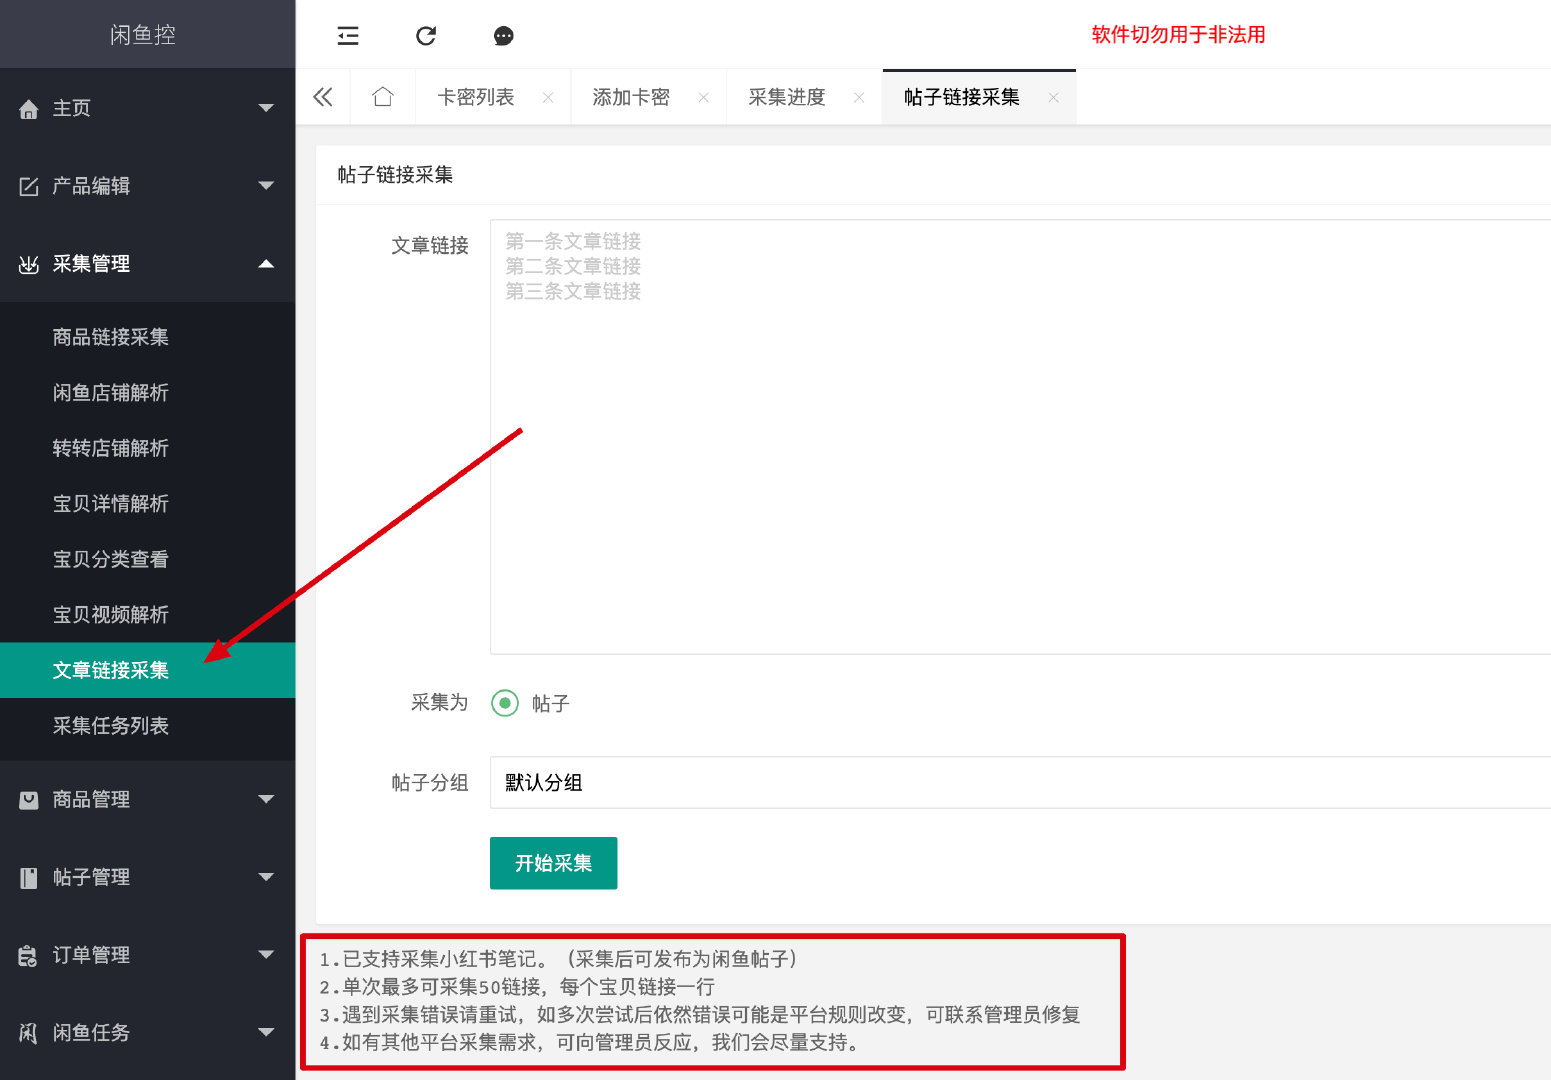 闲鱼控
软件切勿用于非法用
主页
产品编辑
采集管理
商品链接采集
闲鱼店铺解析
转转店铺解析
宝贝详情解析
宝贝分类查看
宝贝视频解析
文章链接采集
采集任务列表
商品管理
帖子管理
订单管理
闲鱼任务
卡密列表
添加卡密
采集进度
帖子链接采集
帖子链接采集
文章链接
第一条文章链接
第二条文章链接
第三条文章链接
采集为
帖子
帖子分组
默认分组
开始采集
1.已支持采集小红书笔记。（采集后可发布为闲鱼帖子）
2.单次最多可采集50链接，每个宝贝链接一行
3.遇到采集错误请重试，如多次尝试后依然错误可能是平台规则改变，可联系管理员修复
4.如有其他平台采集需求，可向管理员反应，我们会尽量支持。